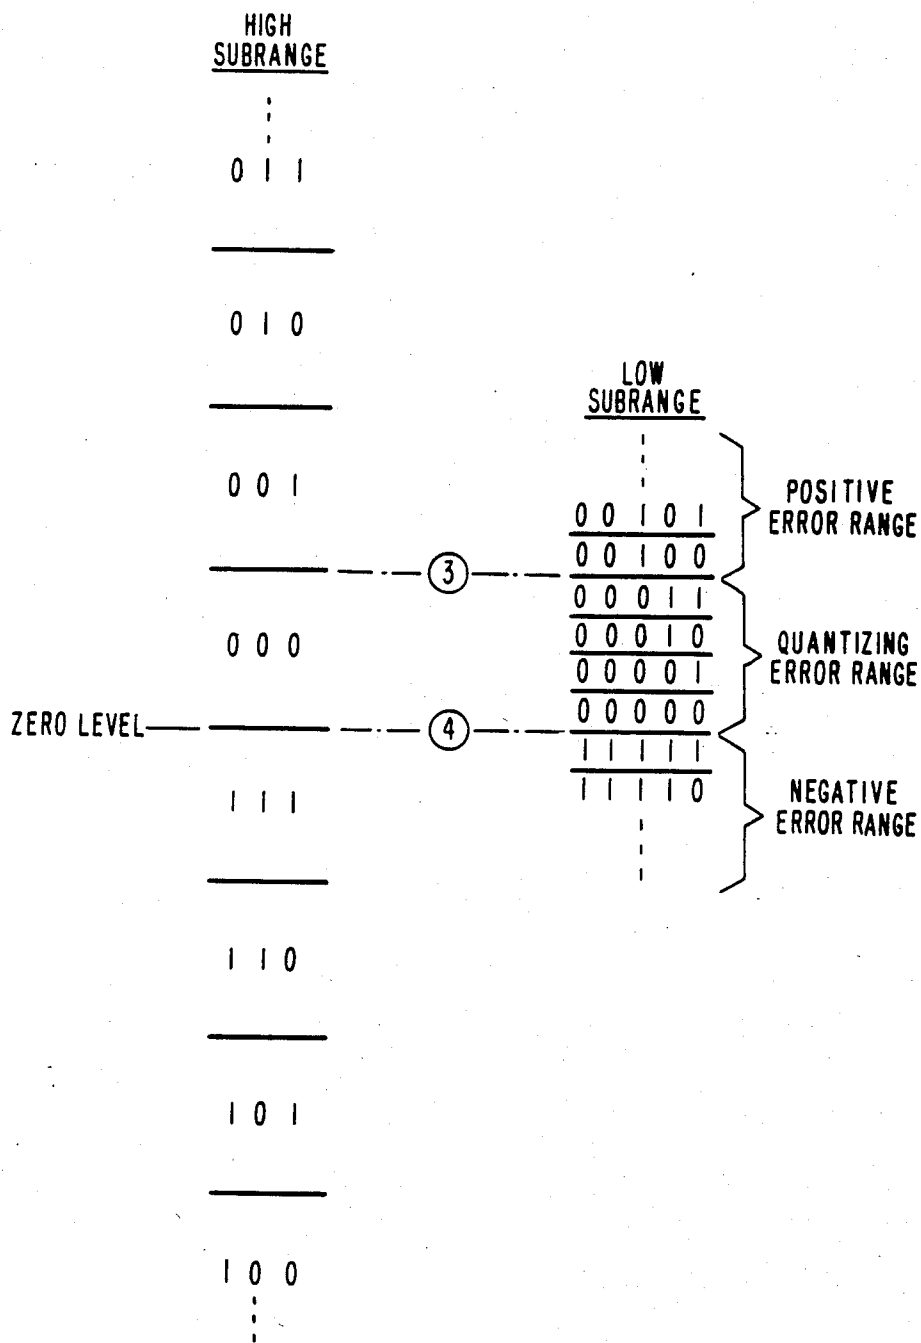 HIGH
SUBRANGE
0 1 1
0 1 0
0 0 1
0 0 0
ZERO LEVEL
1 1 1
1 1 0
1 0 1
1 0 0
3
4
LOW
SUBRANGE
0 0 1 0 1
0 0 1 0 0
0 0 0 1 1
0 0 0 1 0
0 0 0 0 1
0 0 0 0 0
1 1 1 1 1
1 1 1 1 0
POSITIVE
ERROR RANGE
QUANTIZING
ERROR RANGE
NEGATIVE
ERROR RANGE